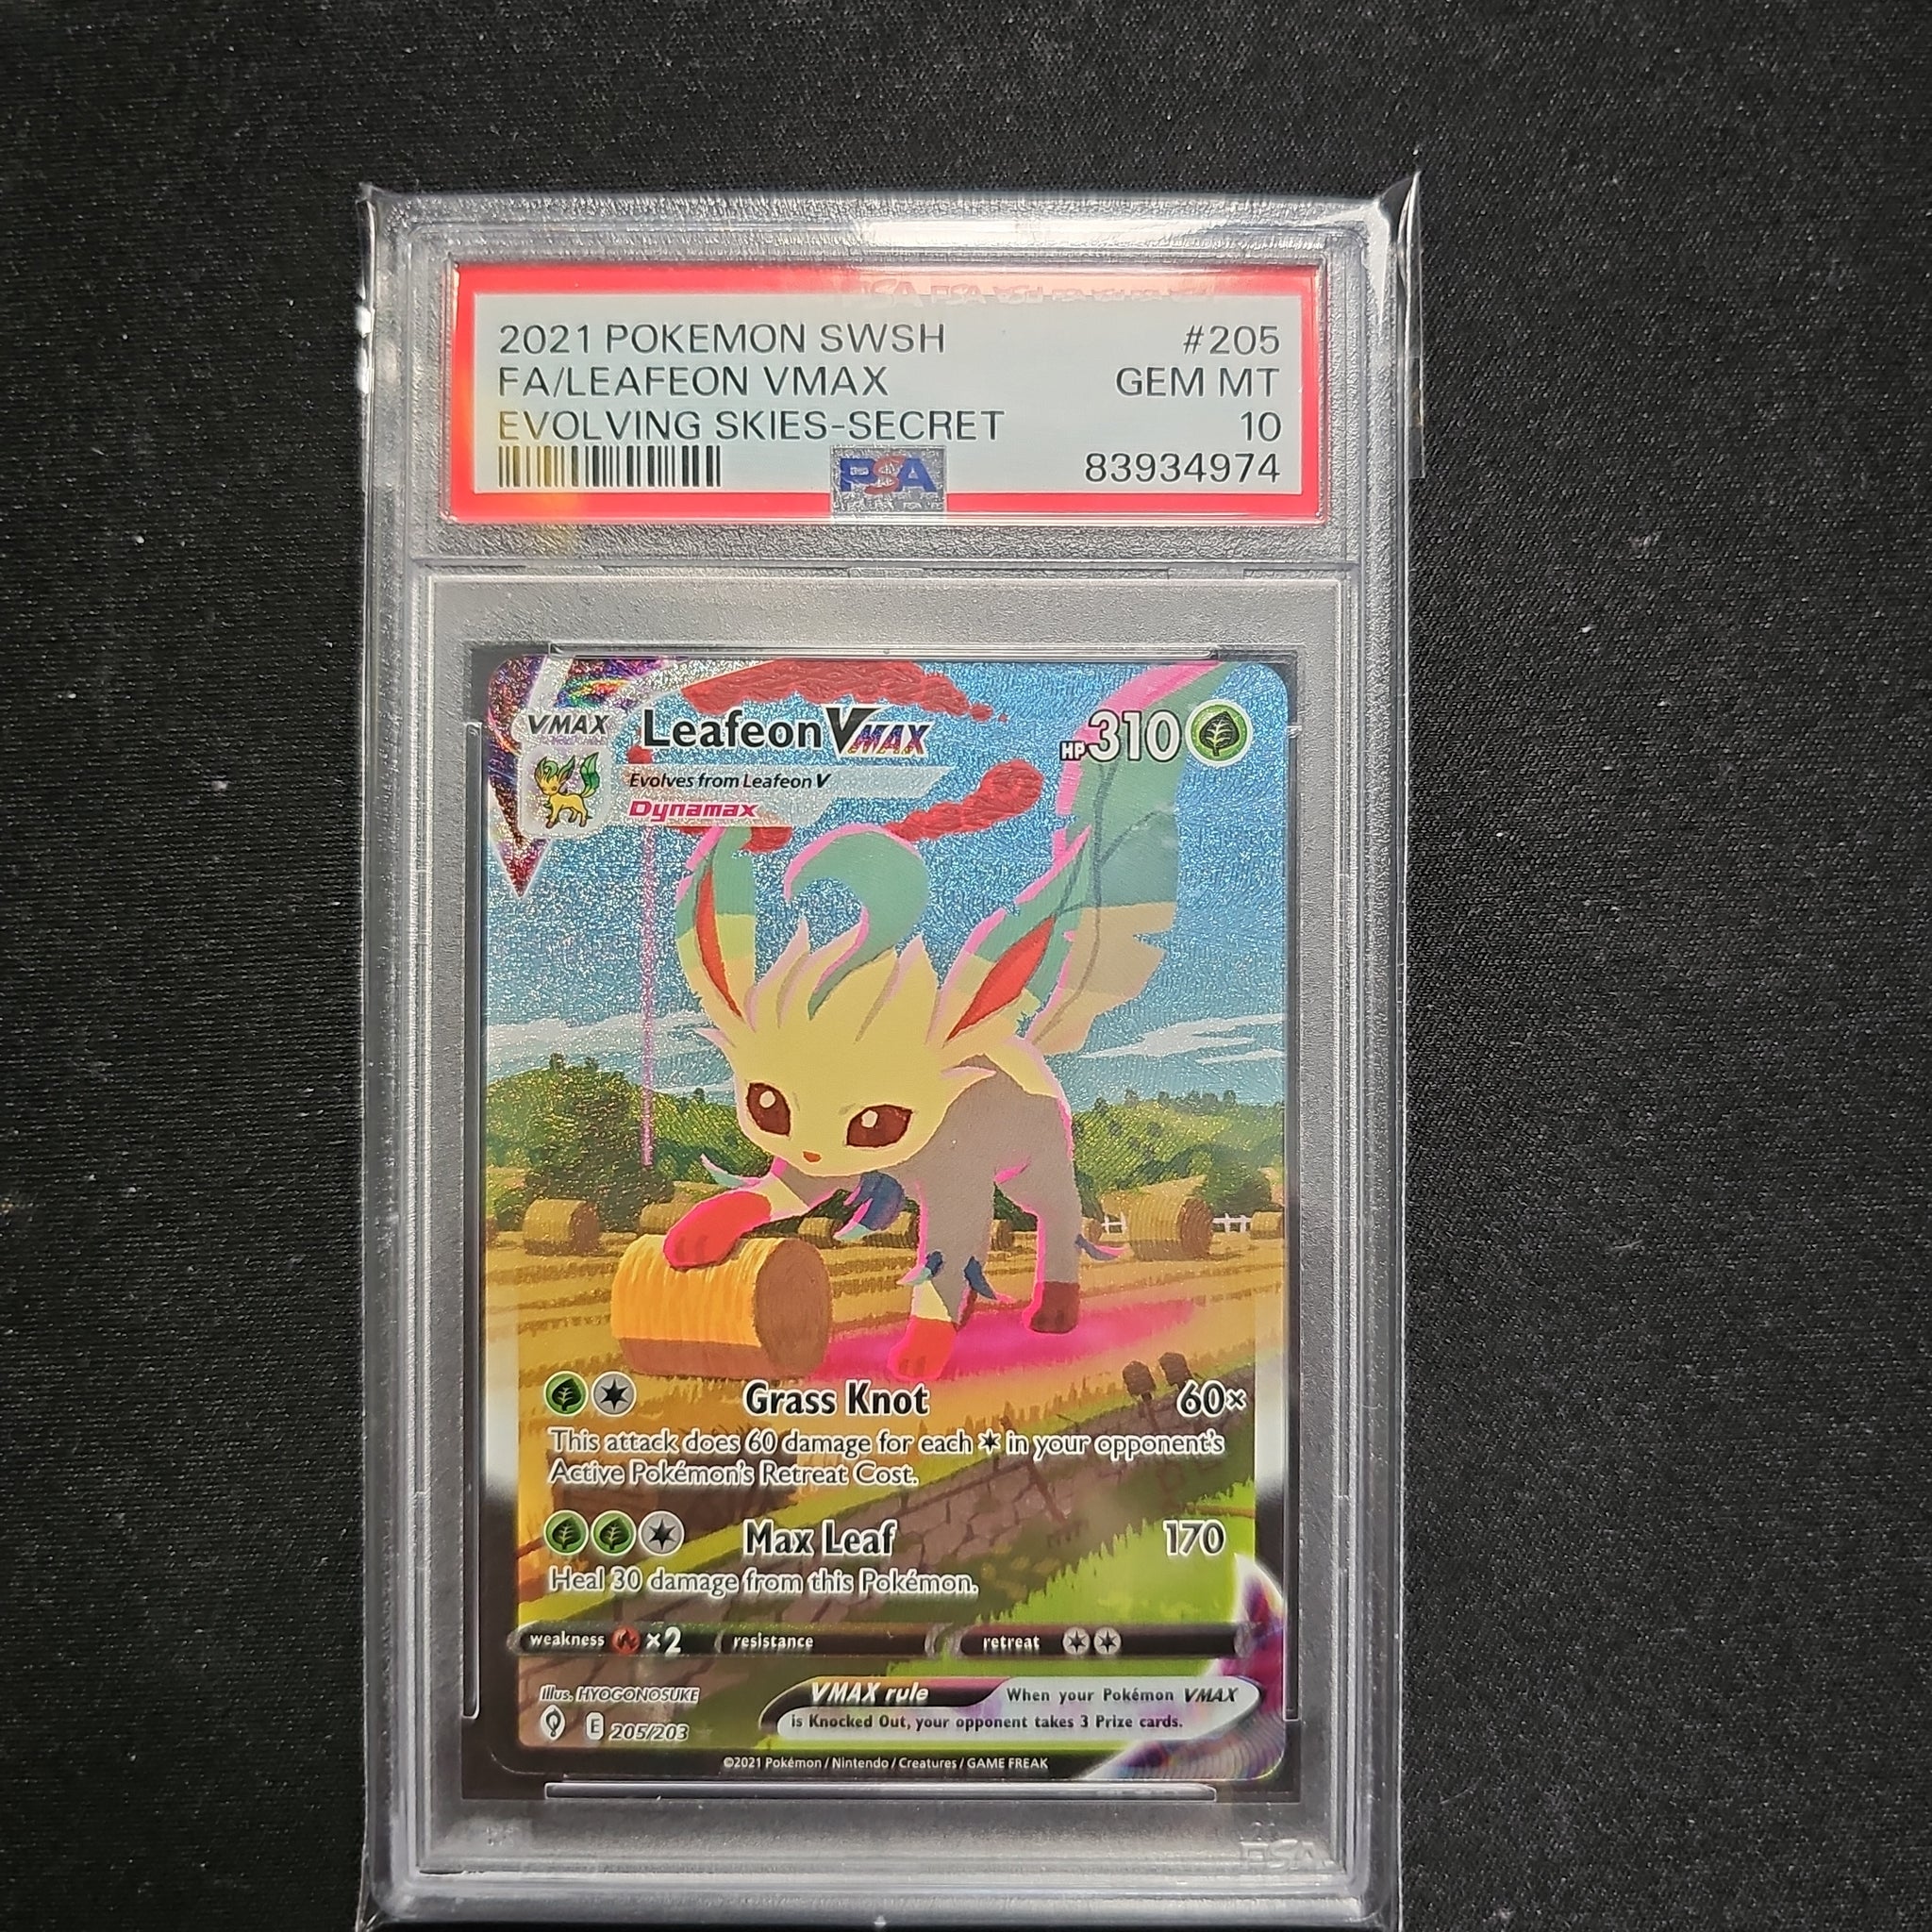 2021 POKEMON SWSH #205
FA/LEAFEON VMAX GEM MT
EVOLVING SKIES-SECRET 10
PSA 83934974
VMAX Leafeon VMAX HP 310
Evolves from Leafeon V
Dynamax
Grass Knot 60×
This attack does 60 damage for each in your opponent's
Active Pokémon's Retreat Cost.
Max Leaf 170
Heal 30 damage from this Pokémon.
weakness ×2 resistance retreat
Illus. HYOGONOSUKE VMAX rule When your Pokémon VMAX
is Knocked Out, your opponent takes 3 Prize cards.
E 205/203
©2021 Pokémon / Nintendo / Creatures / GAME FREAK
PSA